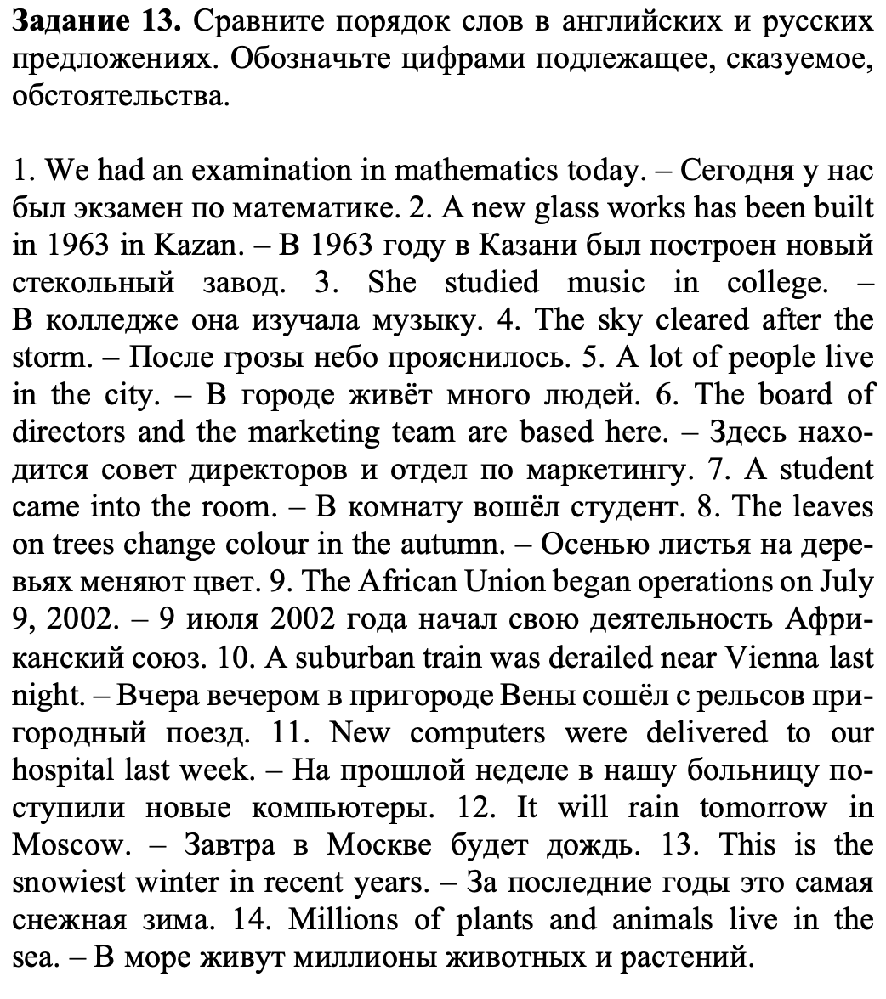 Задание 13. Сравните порядок слов в английских и русских
предложениях. Обозначьте цифрами подлежащее, сказуемое,
обстоятельства.
1. We had an examination in mathematics today. – Сегодня у нас
был экзамен по математике. 2. A new glass works has been built
in 1963 in Kazan. – В 1963 году в Казани был построен новый
стекольный завод. 3. She studied music in college. –
В колледже она изучала музыку. 4. The sky cleared after the
storm. – После грозы небо прояснилось. 5. A lot of people live
in the city. – В городе живёт много людей. 6. The board of
directors and the marketing team are based here. – Здесь нахо-
дится совет директоров и отдел по маркетингу. 7. A student
came into the room. – В комнату вошёл студент. 8. The leaves
on trees change colour in the autumn. – Осенью листья на дере-
вьях меняют цвет. 9. The African Union began operations on July
9, 2002. – 9 июля 2002 года начал свою деятельность Афри-
канский союз. 10. A suburban train was derailed near Vienna last
night. – Вчера вечером в пригороде Вены сошёл с рельсов при-
городный поезд. 11. New computers were delivered to our
hospital last week. – На прошлой неделе в нашу больницу по-
ступили новые компьютеры. 12. It will rain tomorrow in
Moscow. – Завтра в Москве будет дождь. 13. This is the
snowiest winter in recent years. – За последние годы это самая
снежная зима. 14. Millions of plants and animals live in the
sea. – В море живут миллионы животных и растений.